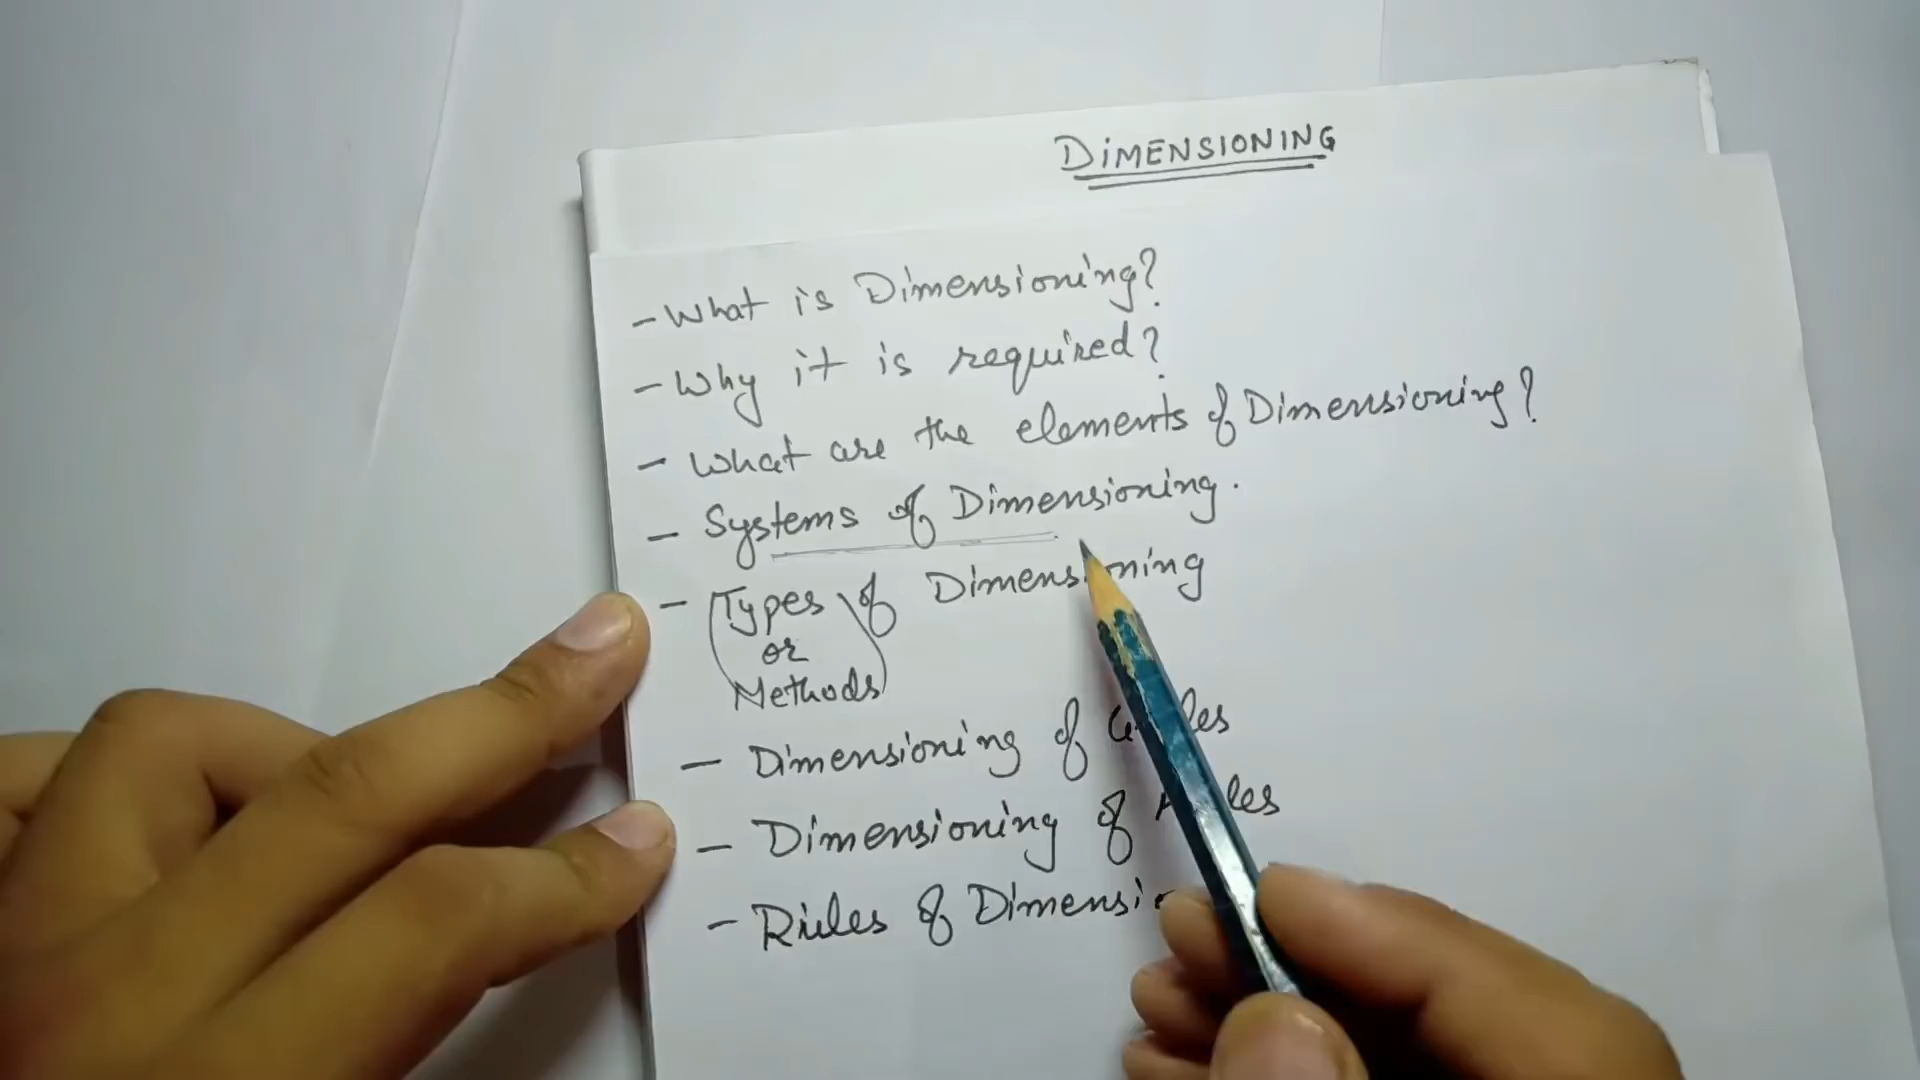 DiMENSIONING
- What is Dimensioning?
- Why it is required?
- What are the elements of Dimensioning?
- Systems of Dimensioning.
- (Types) of Dimensioning
or
Methods
- Dimensioning of
- Dimensioning of
- Rules of